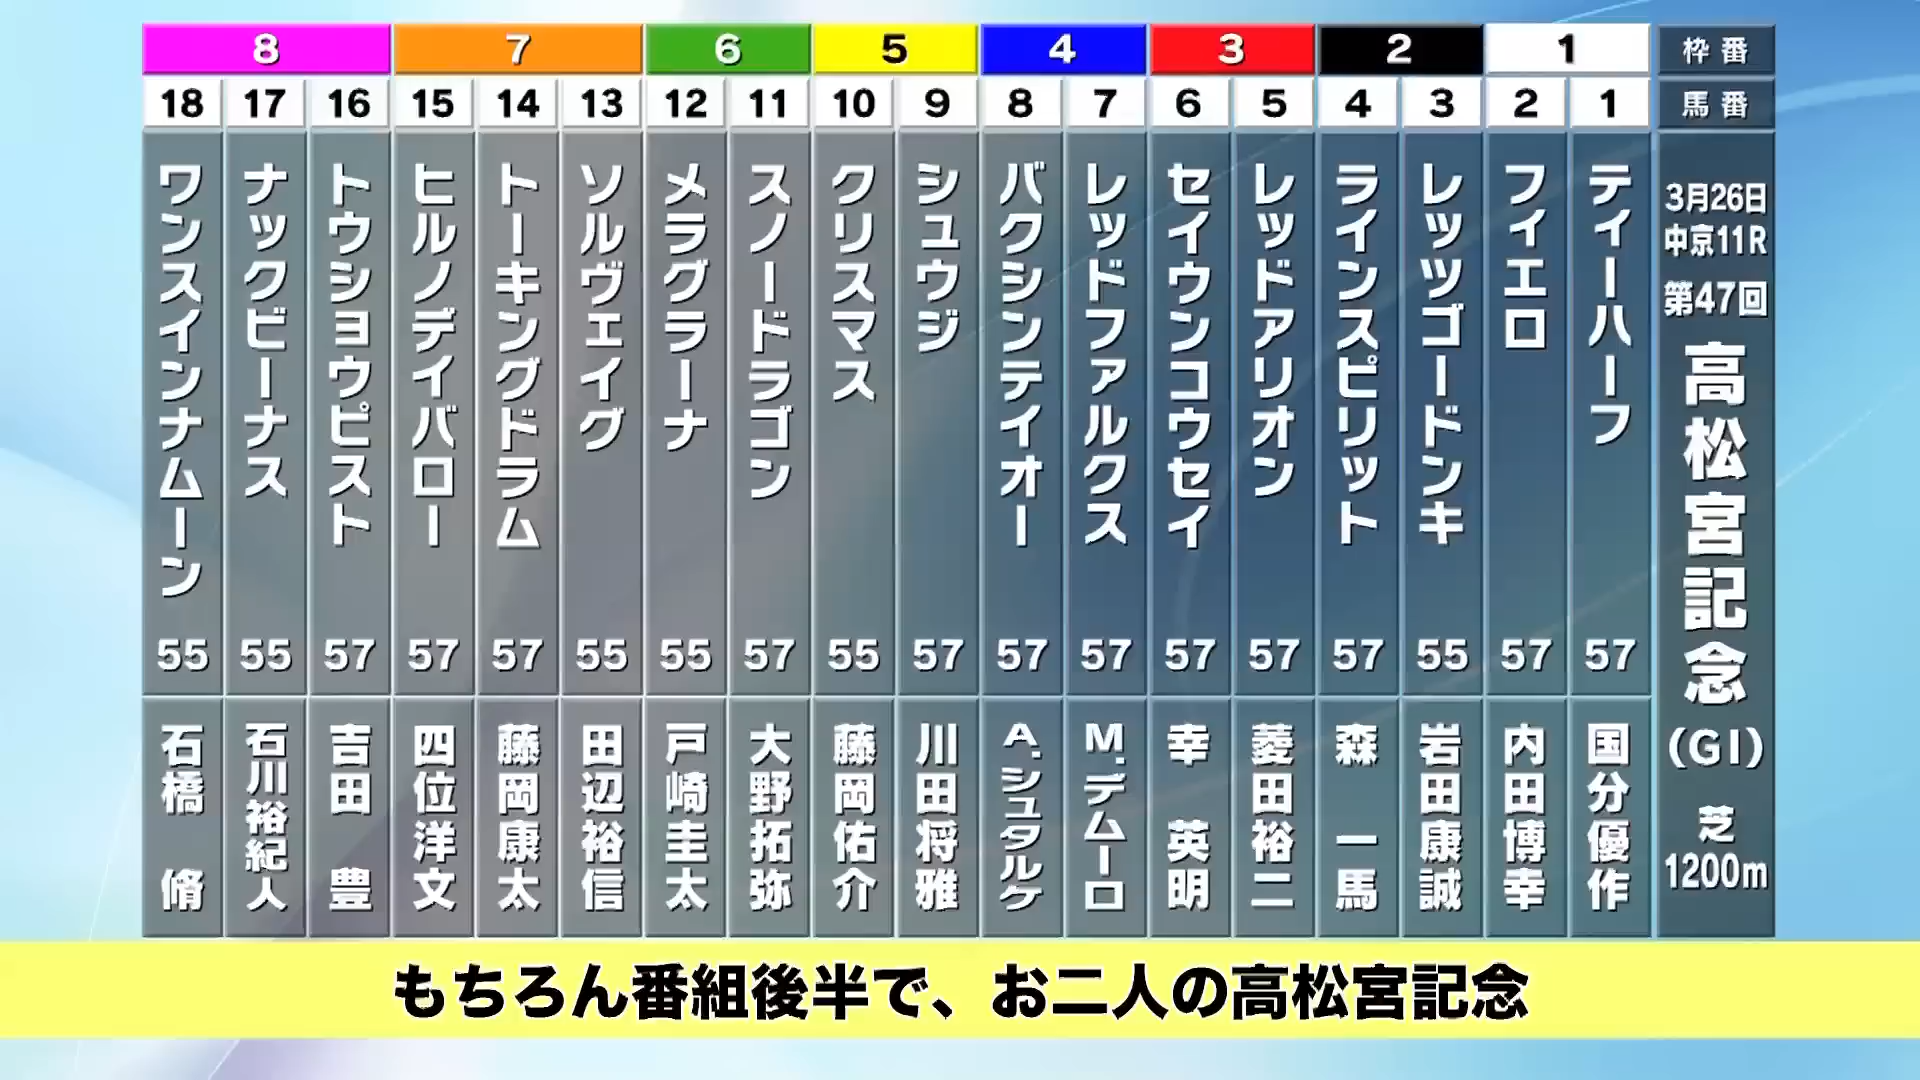 枠番
馬番
3月26日
中京11R
第47回
高松宮記念
(GI)
芝
1200m
1
1
ティーハーフ
57
国分優作
2
フィエロ
57
内田博幸
2
3
レッツゴードンキ
55
岩田康誠
4
ラインスピリット
57
森一馬
3
5
レッドアリオン
57
菱田裕二
6
セイウンコウセイ
57
幸英明
4
7
レッドファルクス
57
M.デムーロ
8
バクシンテイオー
57
A.シュタルケ
5
9
シュウジ
57
川田将雅
10
クリスマス
55
藤岡佑介
6
11
スノードラゴン
57
大野拓弥
12
メラグラーナ
55
戸崎圭太
7
13
ソルヴェイグ
55
田辺裕信
14
トーキングドラム
57
藤岡康太
15
ヒルノデイバロー
57
四位洋文
8
16
トウショウピスト
57
吉田豊
17
ナックビーナス
55
石川裕紀人
18
ワンスインナムーン
55
石橋脩
もちろん番組後半で、お二人の高松宮記念